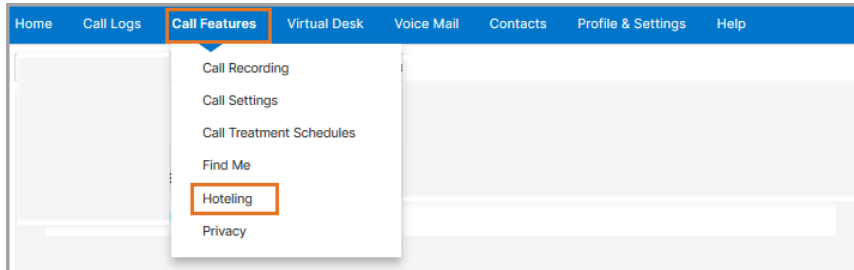 Home Call Logs Call Features Virtual Desk Voice Mail Contacts Profile & Settings Help
Call Recording
Call Settings
Call Treatment Schedules
Find Me
Hoteling
Privacy